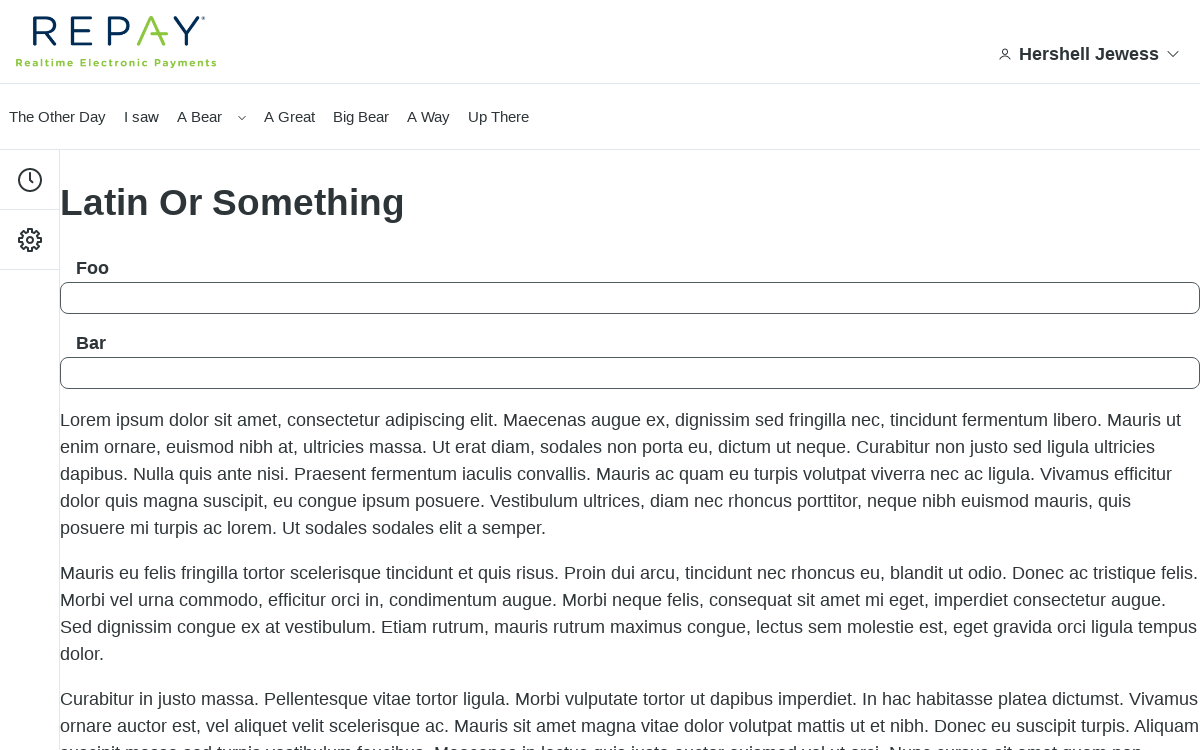 REPAY
Realtime Electronic Payments
Hershell Jewess
The Other Day I saw A Bear A Great Big Bear A Way Up There
Latin Or Something
Foo
Bar
Lorem ipsum dolor sit amet, consectetur adipiscing elit. Maecenas augue ex, dignissim sed fringilla nec, tincidunt fermentum libero. Mauris ut
enim ornare, euismod nibh at, ultricies massa. Ut erat diam, sodales non porta eu, dictum ut neque. Curabitur non justo sed ligula ultricies
dapibus. Nulla quis ante nisi. Praesent fermentum iaculis convallis. Mauris ac quam eu turpis volutpat viverra nec ac ligula. Vivamus efficitur
dolor quis magna suscipit, eu congue ipsum posuere. Vestibulum ultrices, diam nec rhoncus porttitor, neque nibh euismod mauris, quis
posuere mi turpis ac lorem. Ut sodales sodales elit a semper.
Mauris eu felis fringilla tortor scelerisque tincidunt et quis risus. Proin dui arcu, tincidunt nec rhoncus eu, blandit ut odio. Donec ac tristique felis.
Morbi vel urna commodo, efficitur orci in, condimentum augue. Morbi neque felis, consequat sit amet mi eget, imperdiet consectetur augue.
Sed dignissim congue ex at vestibulum. Etiam rutrum, mauris rutrum maximus congue, lectus sem molestie est, eget gravida orci ligula tempus
dolor.
Curabitur in justo massa. Pellentesque vitae tortor ligula. Morbi vulputate tortor ut dapibus imperdiet. In hac habitasse platea dictumst. Vivamus
ornare auctor est, vel aliquet velit scelerisque ac. Mauris sit amet magna vitae dolor volutpat mattis ut et nibh. Donec eu suscipit turpis. Aliquam